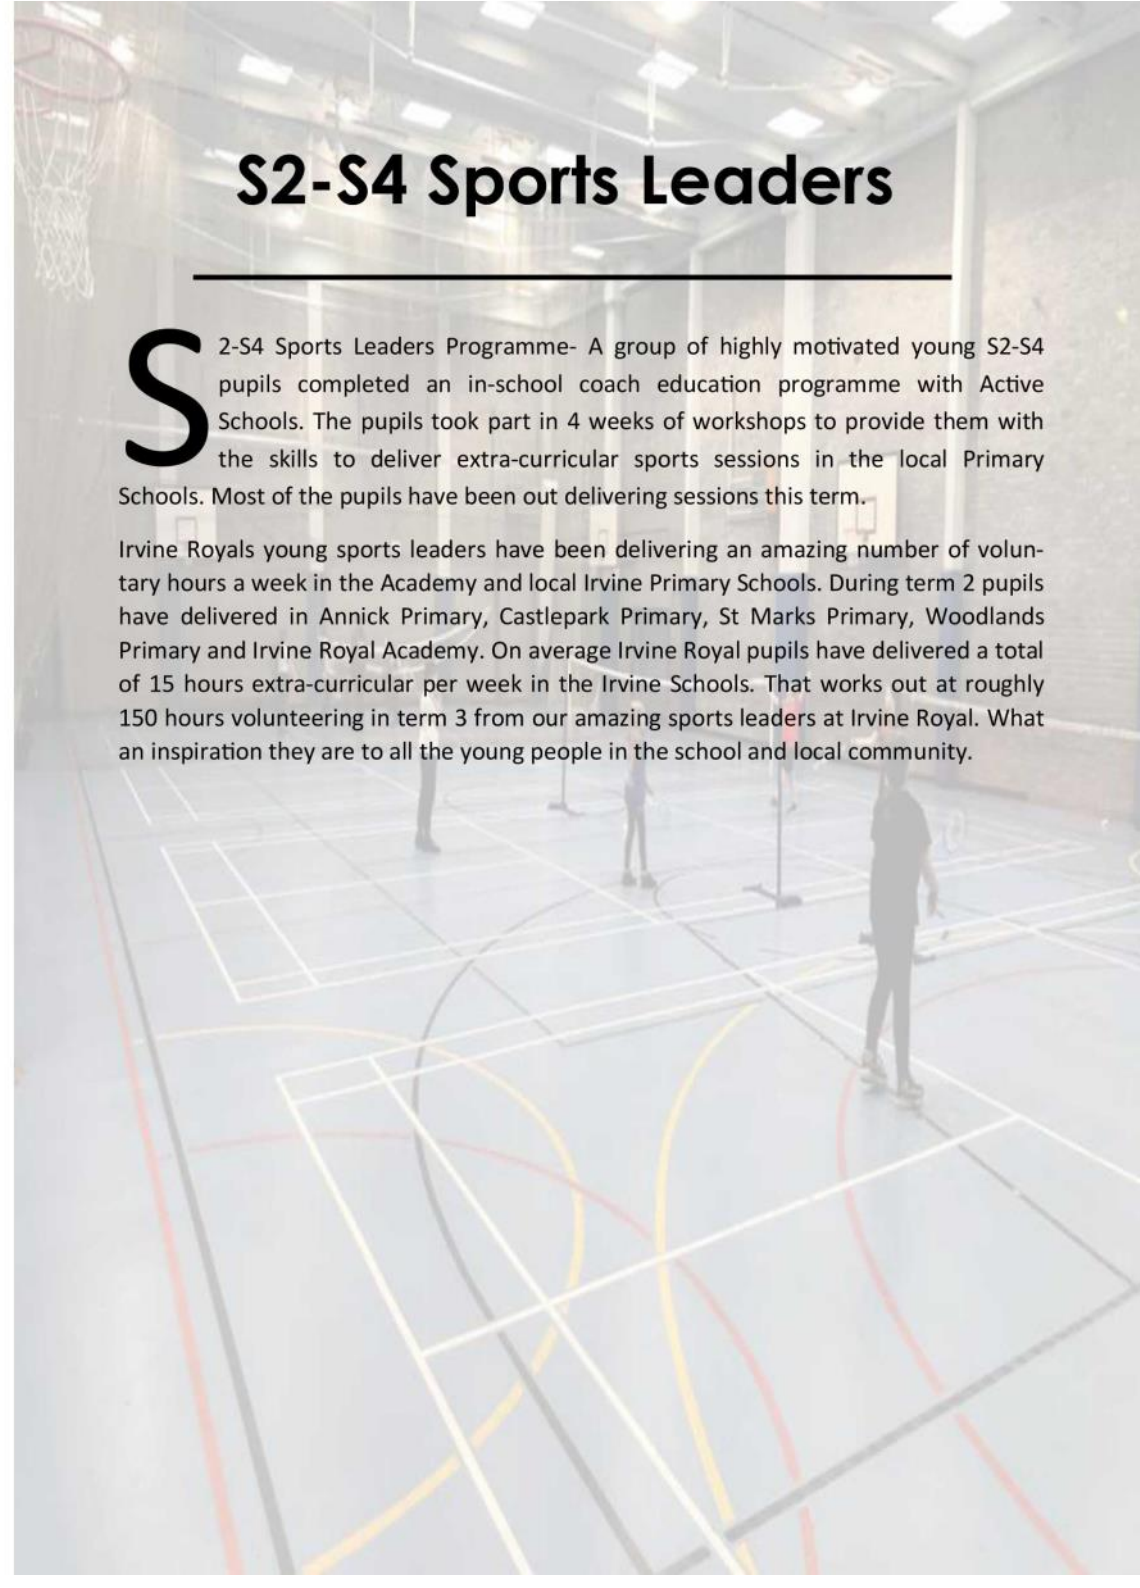 S2-S4 Sports Leaders
S2-S4 Sports Leaders Programme- A group of highly motivated young S2-S4
pupils completed an in-school coach education programme with Active
Schools. The pupils took part in 4 weeks of workshops to provide them with
the skills to deliver extra-curricular sports sessions in the local Primary
Schools. Most of the pupils have been out delivering sessions this term.
Irvine Royals young sports leaders have been delivering an amazing number of volun-
tary hours a week in the Academy and local Irvine Primary Schools. During term 2 pupils
have delivered in Annick Primary, Castlepark Primary, St Marks Primary, Woodlands
Primary and Irvine Royal Academy. On average Irvine Royal pupils have delivered a total
of 15 hours extra-curricular per week in the Irvine Schools. That works out at roughly
150 hours volunteering in term 3 from our amazing sports leaders at Irvine Royal. What
an inspiration they are to all the young people in the school and local community.